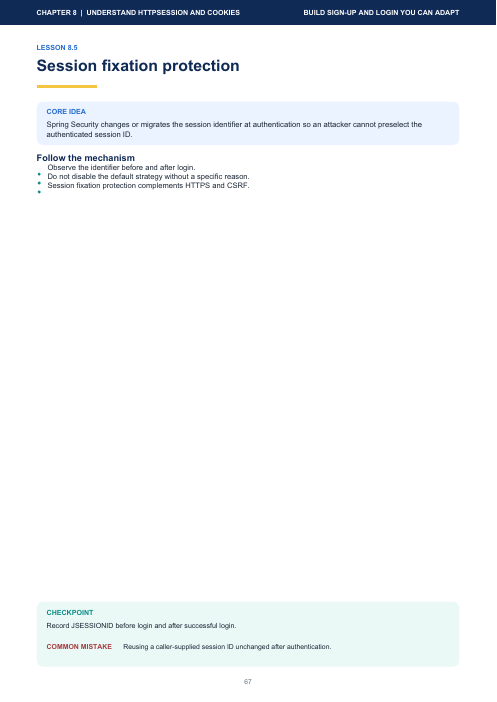 CHAPTER 8 | UNDERSTAND HTTPSESSION AND COOKIES BUILD SIGN-UP AND LOGIN YOU CAN ADAPT
LESSON 8.5
Session fixation protection
CORE IDEA
Spring Security changes or migrates the session identifier at authentication so an attacker cannot preselect the
authenticated session ID.
Follow the mechanism
Observe the identifier before and after login.
Do not disable the default strategy without a specific reason.
Session fixation protection complements HTTPS and CSRF.
CHECKPOINT
Record JSESSIONID before login and after successful login.
COMMON MISTAKE Reusing a caller-supplied session ID unchanged after authentication.
67